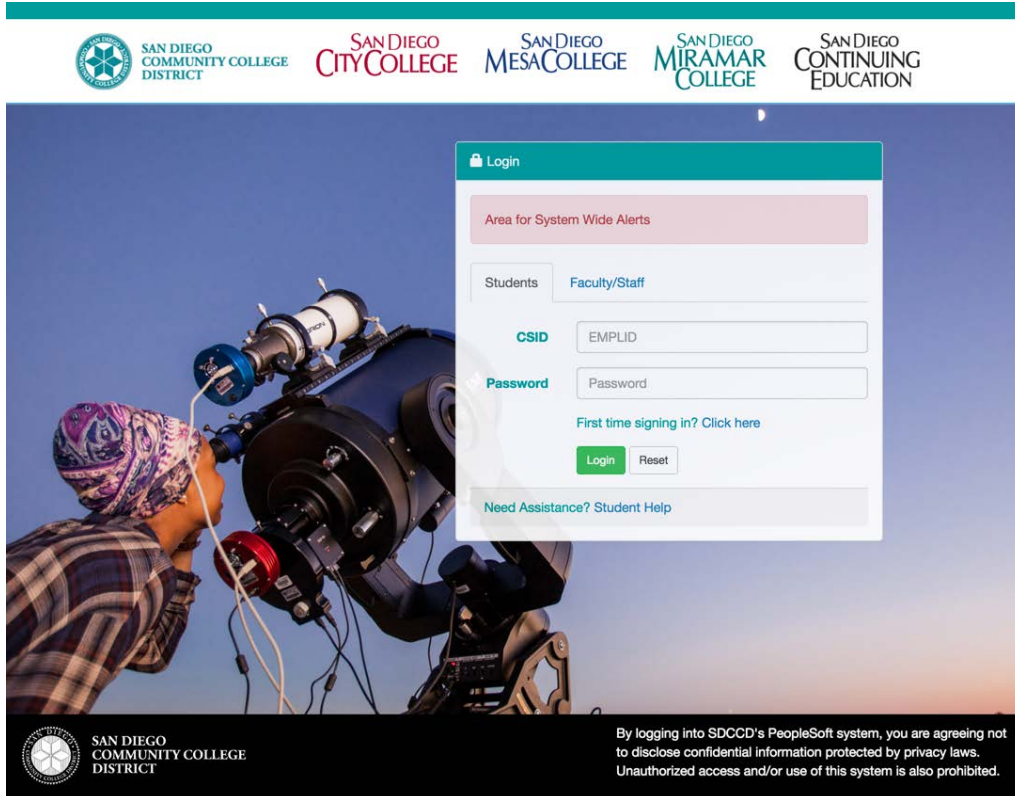 SAN DIEGO
COMMUNITY COLLEGE
DISTRICT
SAN DIEGO
CITY COLLEGE
SAN DIEGO
MESA COLLEGE
SAN DIEGO
MIRAMAR
COLLEGE
SAN DIEGO
CONTINUING
EDUCATION
Login
Area for System Wide Alerts
Students Faculty/Staff
CSID EMPLID
Password Password
First time signing in? Click here
Login Reset
Need Assistance? Student Help
SAN DIEGO
COMMUNITY COLLEGE
DISTRICT
By logging into SDCCD's PeopleSoft system, you are agreeing not
to disclose confidential information protected by privacy laws.
Unauthorized access and/or use of this system is also prohibited.